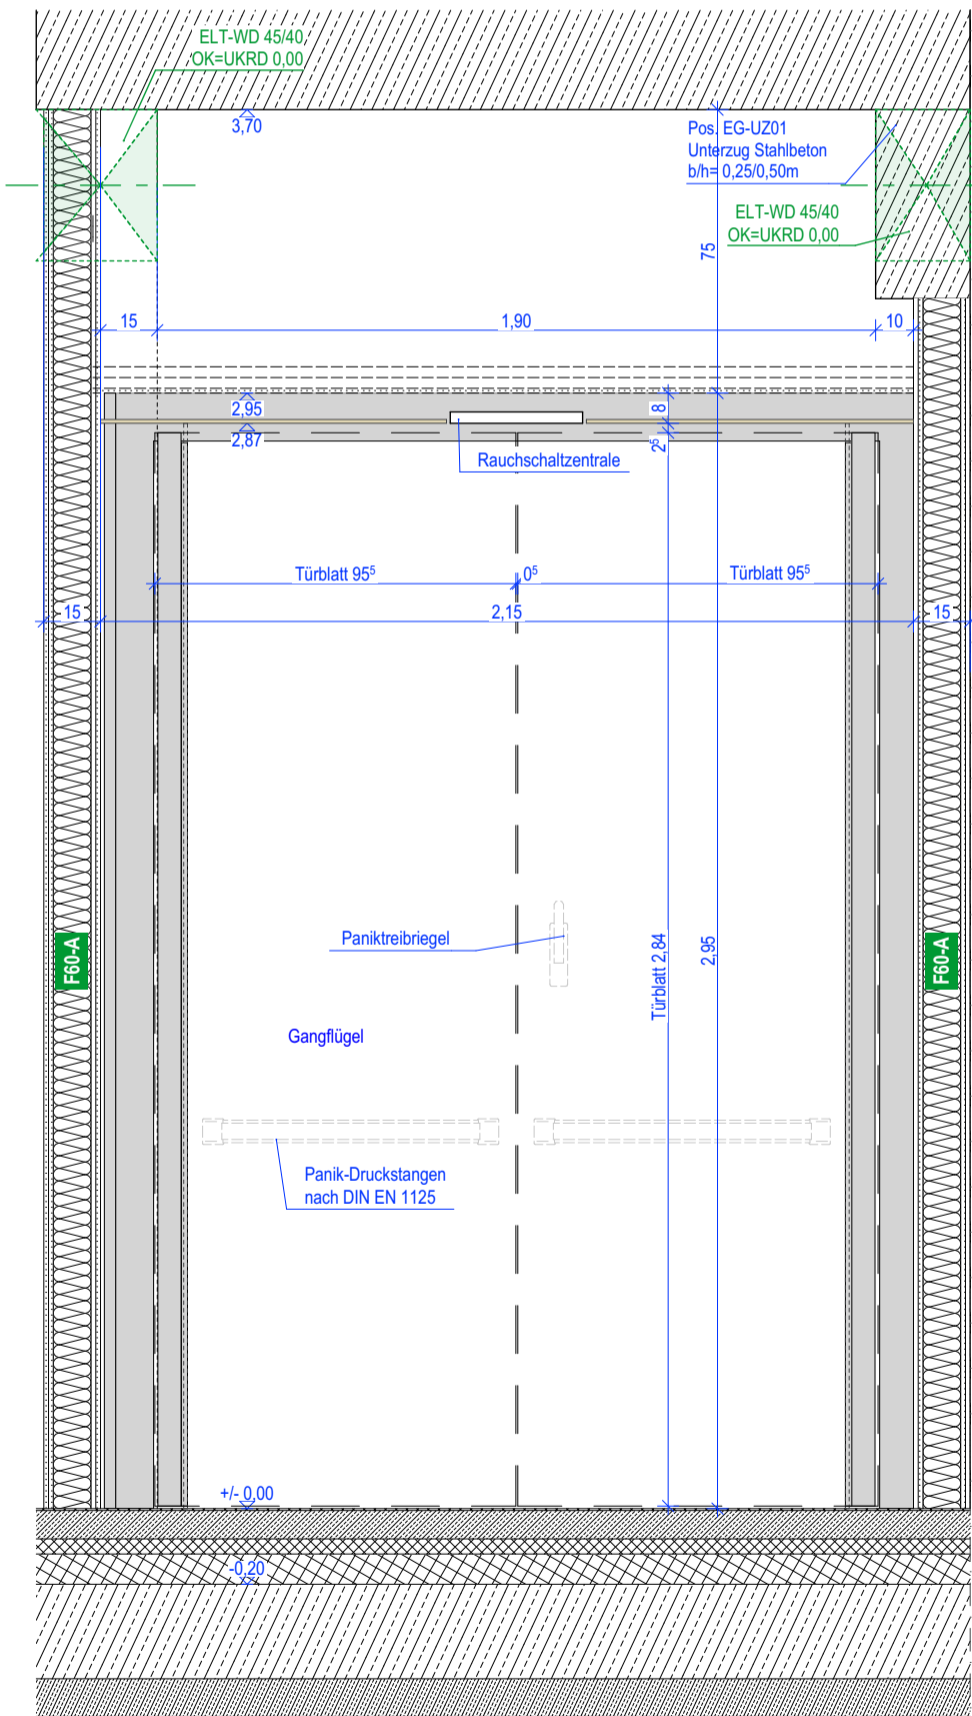 ELT-WD 45/40
OK=UKRD 0,00
3,70
Pos. EG-UZ01
Unterzug Stahlbeton
b/h= 0,25/0,50m
ELT-WD 45/40
OK=UKRD 0,00
75
15
1,90
10
2,95
8
2,87
2⁵
Rauchschaltzentrale
Türblatt 95⁵
0⁵
Türblatt 95⁵
15
2,15
15
Paniktreibriegel
Türblatt 2,84
2,95
F60-A
F60-A
Gangflügel
Panik-Druckstangen
nach DIN EN 1125
+/- 0,00
-0,20